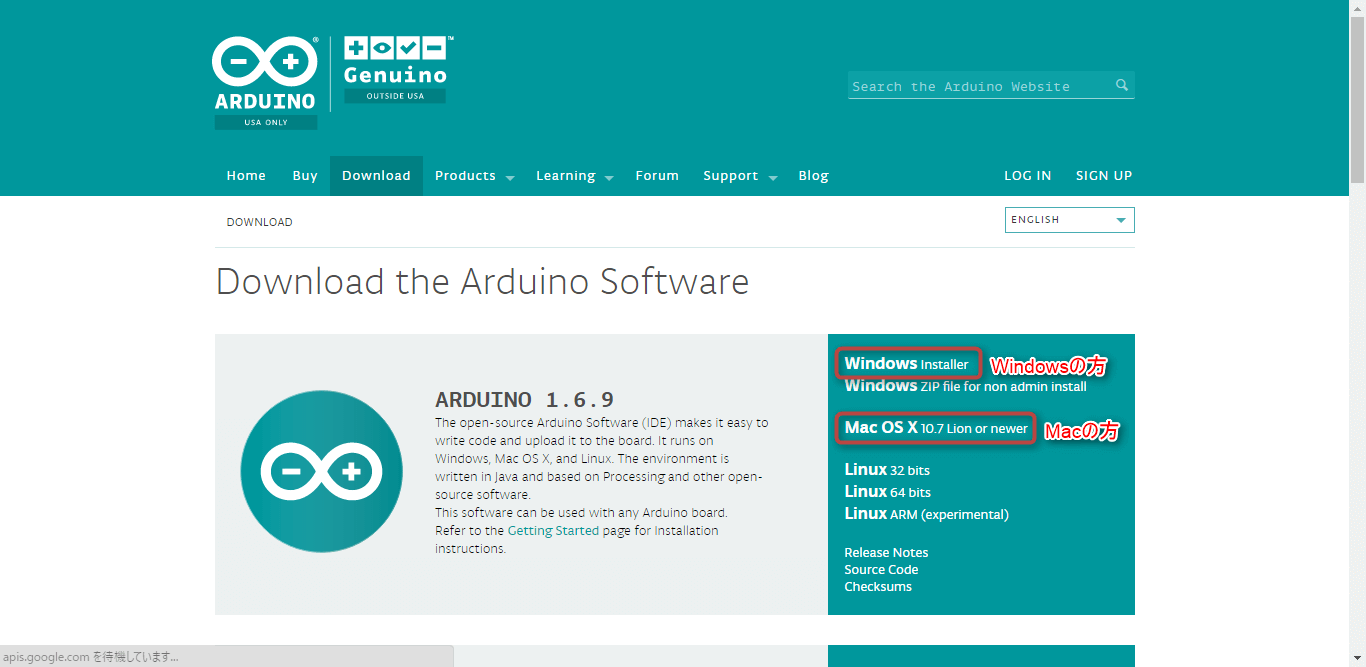 ARDUINO
USA ONLY
Genuino
OUTSIDE USA
Search the Arduino Website
Home Buy Download Products Learning Forum Support Blog LOG IN SIGN UP
DOWNLOAD
ENGLISH
Download the Arduino Software
ARDUINO 1.6.9
The open-source Arduino Software (IDE) makes it easy to
write code and upload it to the board. It runs on
Windows, Mac OS X, and Linux. The environment is
written in Java and based on Processing and other open-
source software.
This software can be used with any Arduino board.
Refer to the Getting Started page for Installation
instructions.
Windows Installer Windowsの方
Windows ZIP file for non admin install
Mac OS X 10.7 Lion or newer Macの方
Linux 32 bits
Linux 64 bits
Linux ARM (experimental)
Release Notes
Source Code
Checksums
apis.google.com を待機しています...